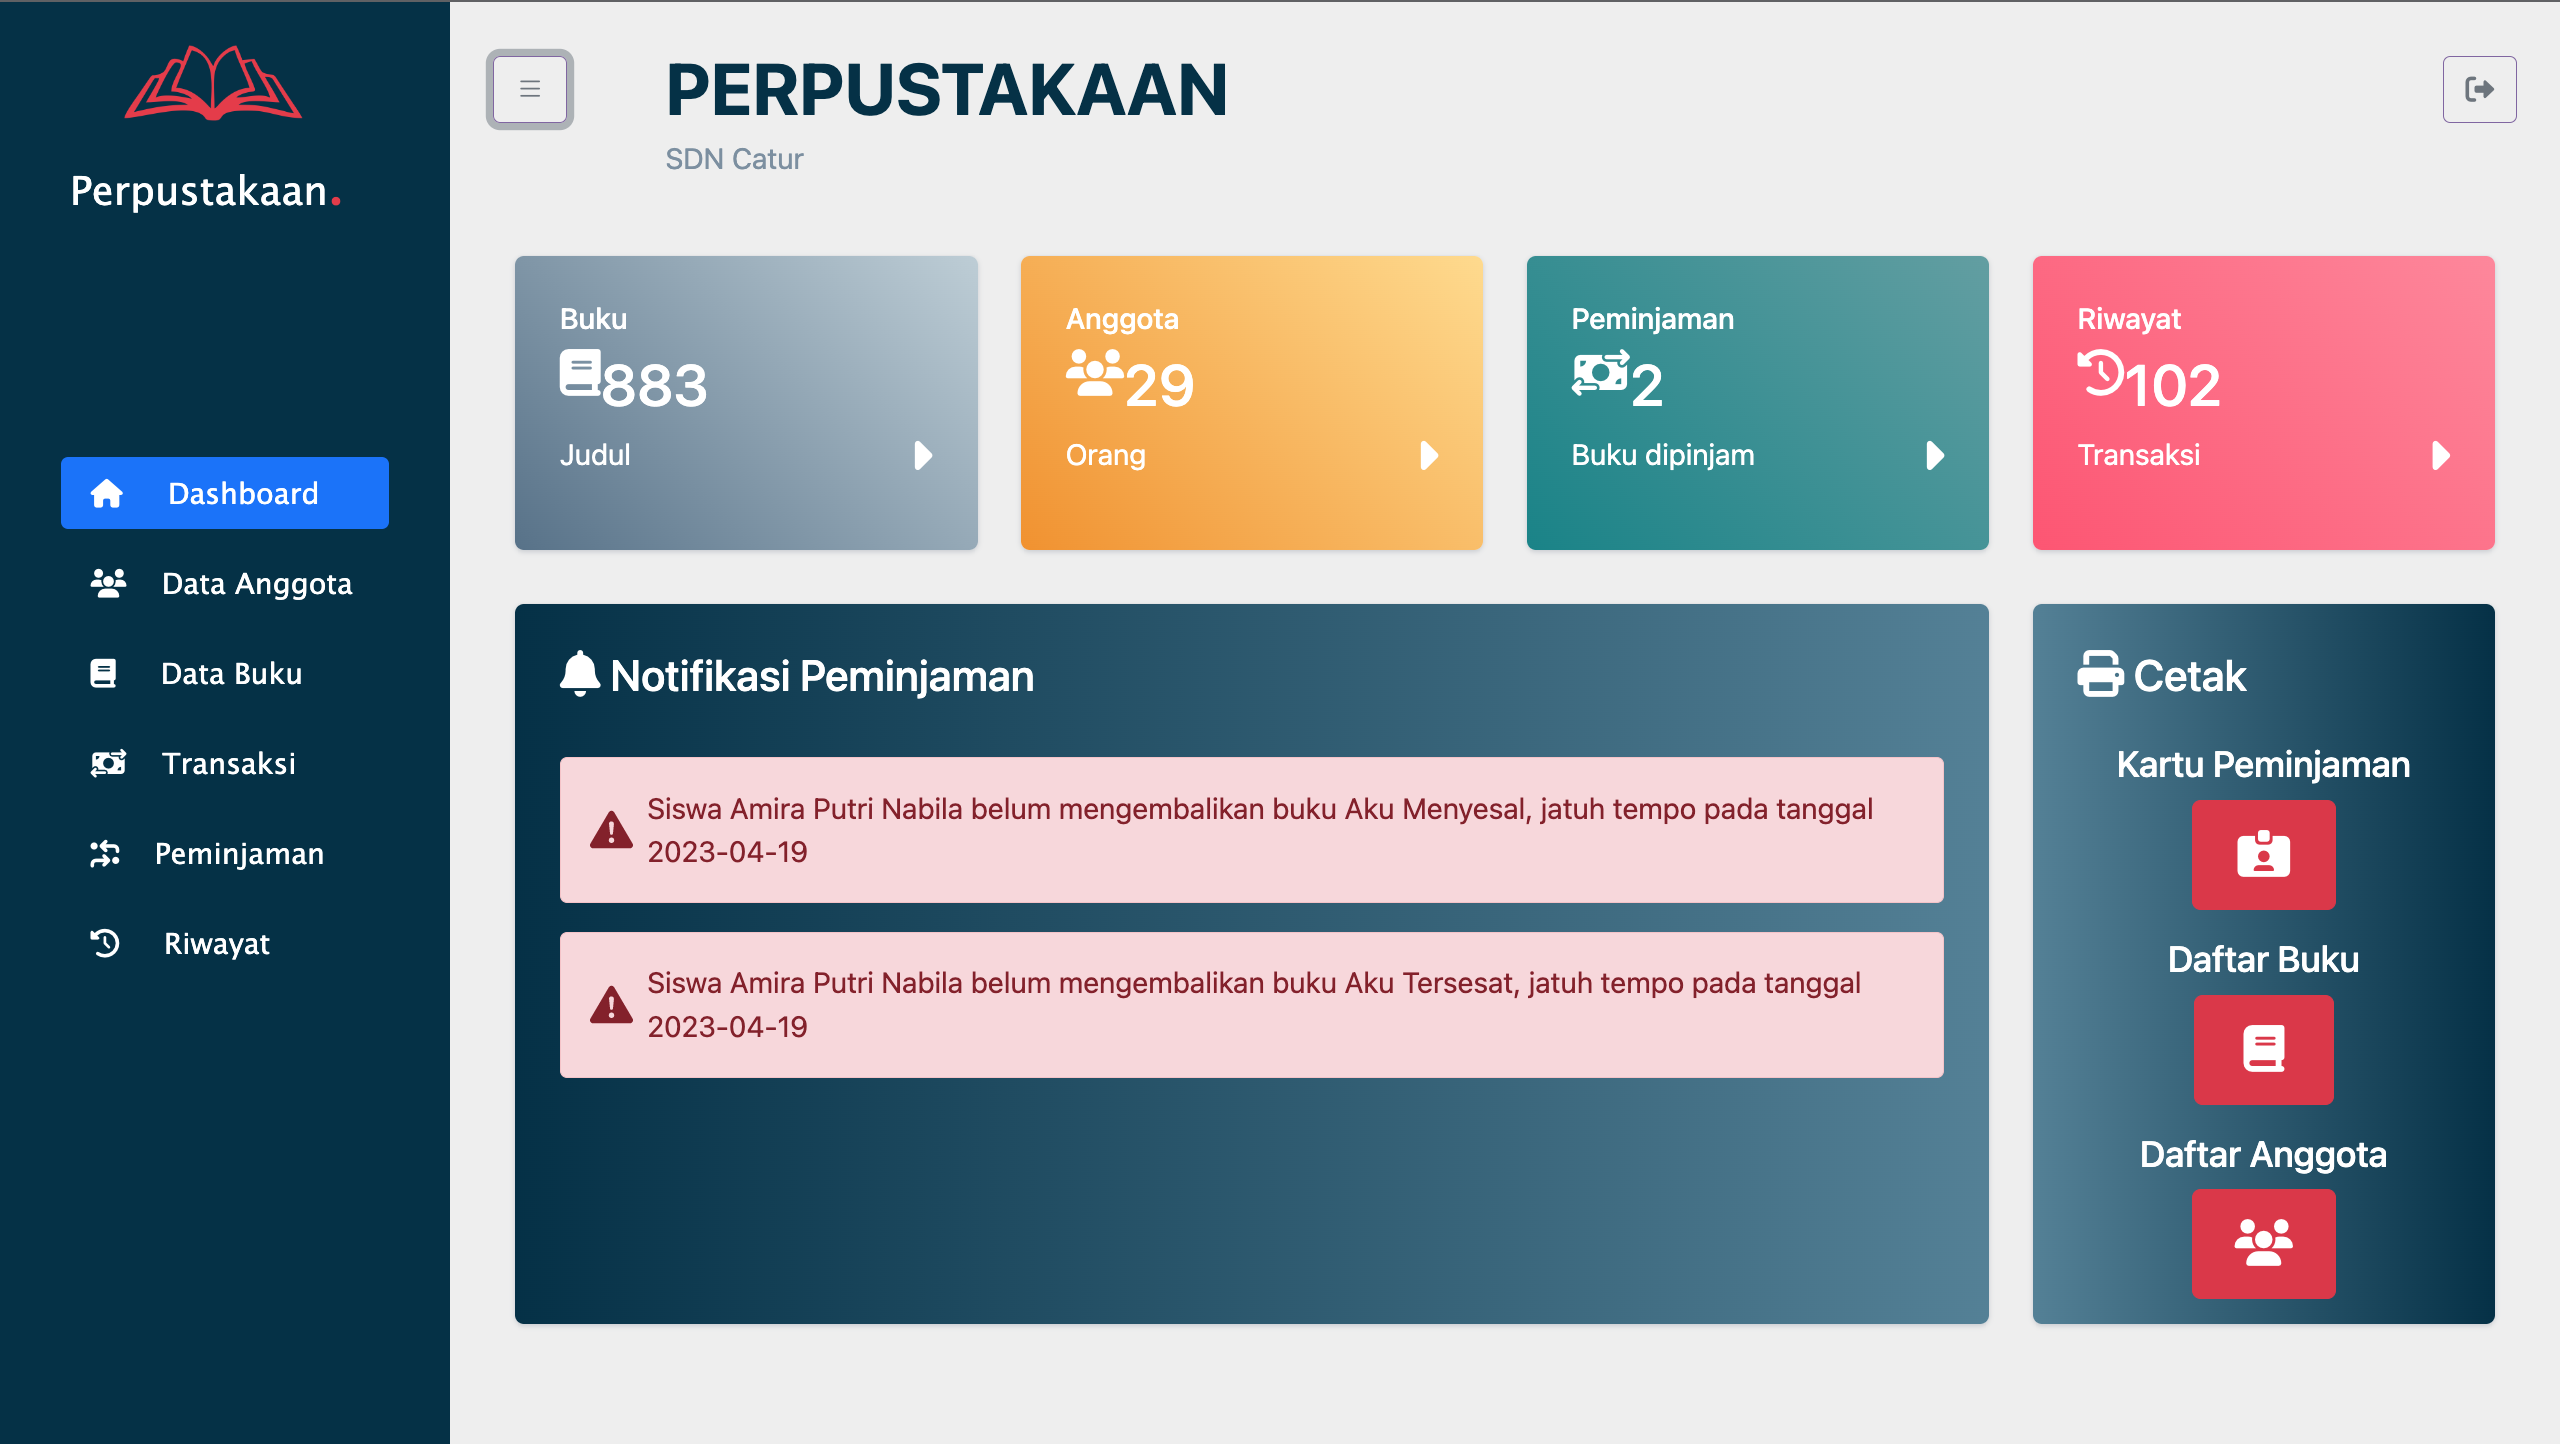 Perpustakaan.
Dashboard
Data Anggota
Data Buku
Transaksi
Peminjaman
Riwayat
PERPUSTAKAAN
SDN Catur
Buku
883
Judul
Anggota
29
Orang
Peminjaman
2
Buku dipinjam
Riwayat
102
Transaksi
Notifikasi Peminjaman
Siswa Amira Putri Nabila belum mengembalikan buku Aku Menyesal, jatuh tempo pada tanggal
2023-04-19
Siswa Amira Putri Nabila belum mengembalikan buku Aku Tersesat, jatuh tempo pada tanggal
2023-04-19
Cetak
Kartu Peminjaman
Daftar Buku
Daftar Anggota